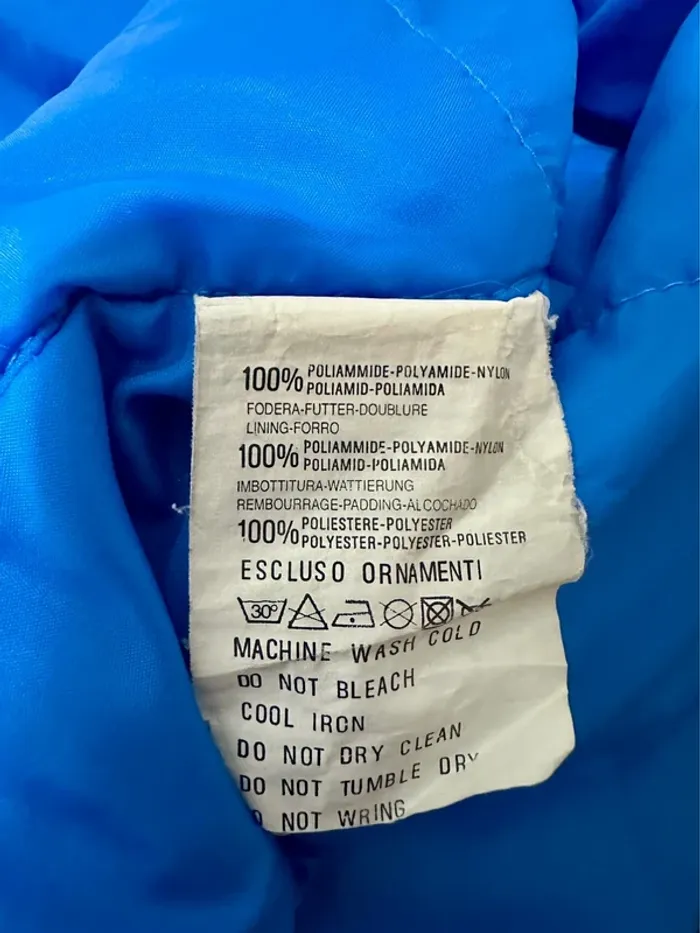 100% POLIAMMIDE-POLYAMIDE-NYLON
POLIAMID-POLIAMIDA
FODERA-FUTTER-DOUBLURE
LINING-FORRO
100% POLIAMMIDE-POLYAMIDE-NYLON
POLIAMID-POLIAMIDA
IMBOTTITURA-WATTIERUNG
REMBOURRAGE-PADDING-ALCOCHADO
100% POLIESTERE-POLYESTER
POLYESTER-POLYESTER-POLIESTER
ESCLUSO ORNAMENTI
30°
MACHINE WASH COLD
DO NOT BLEACH
COOL IRON
DO NOT DRY CLEAN
DO NOT TUMBLE DRY
DO NOT WRING